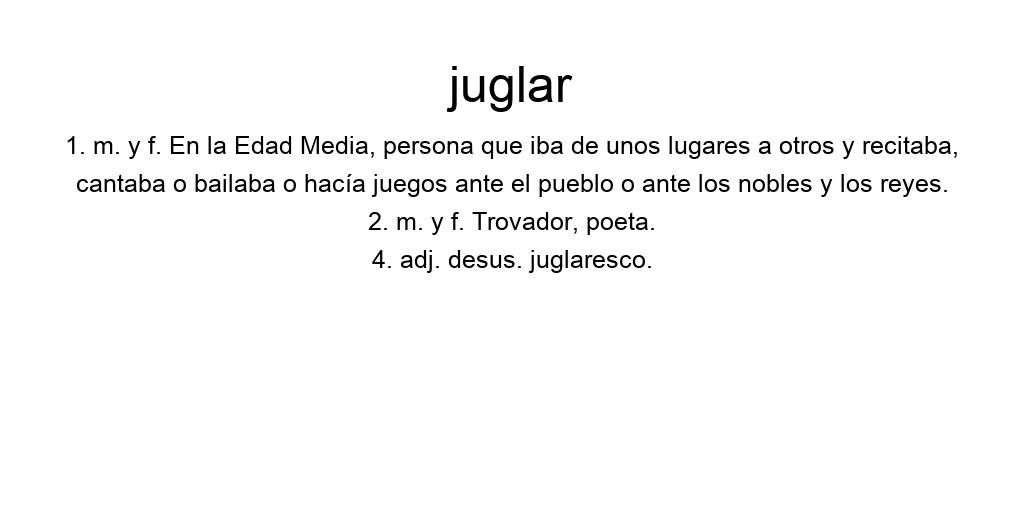 juglar
1. m. y f. En la Edad Media, persona que iba de unos lugares a otros y recitaba,
cantaba o bailaba o hacía juegos ante el pueblo o ante los nobles y los reyes.
2. m. y f. Trovador, poeta.
4. adj. desus. juglaresco.